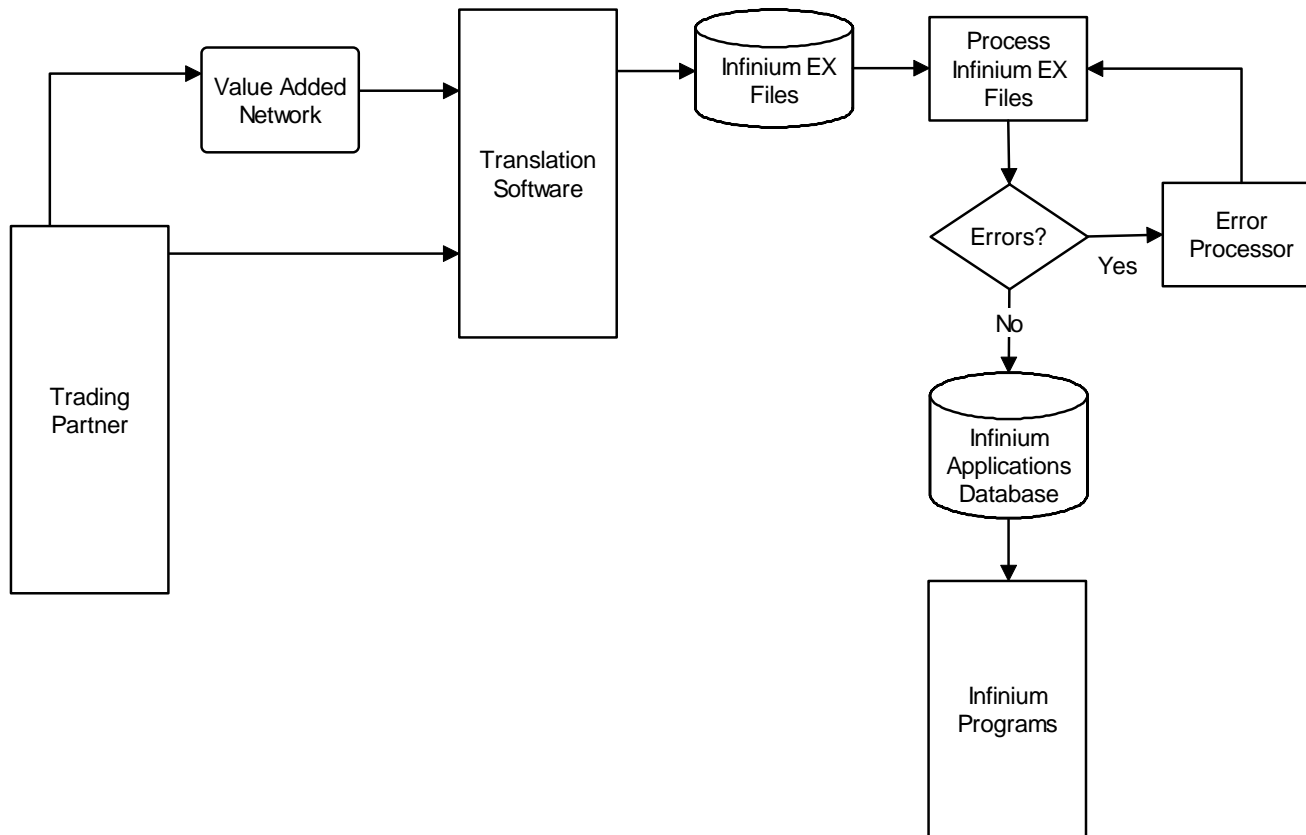 Value Added
Network
Translation
Software
Infinium EX
Files
Process
Infinium EX
Files
Errors?
Yes
Error
Processor
No
Trading
Partner
Infinium
Applications
Database
Infinium
Programs